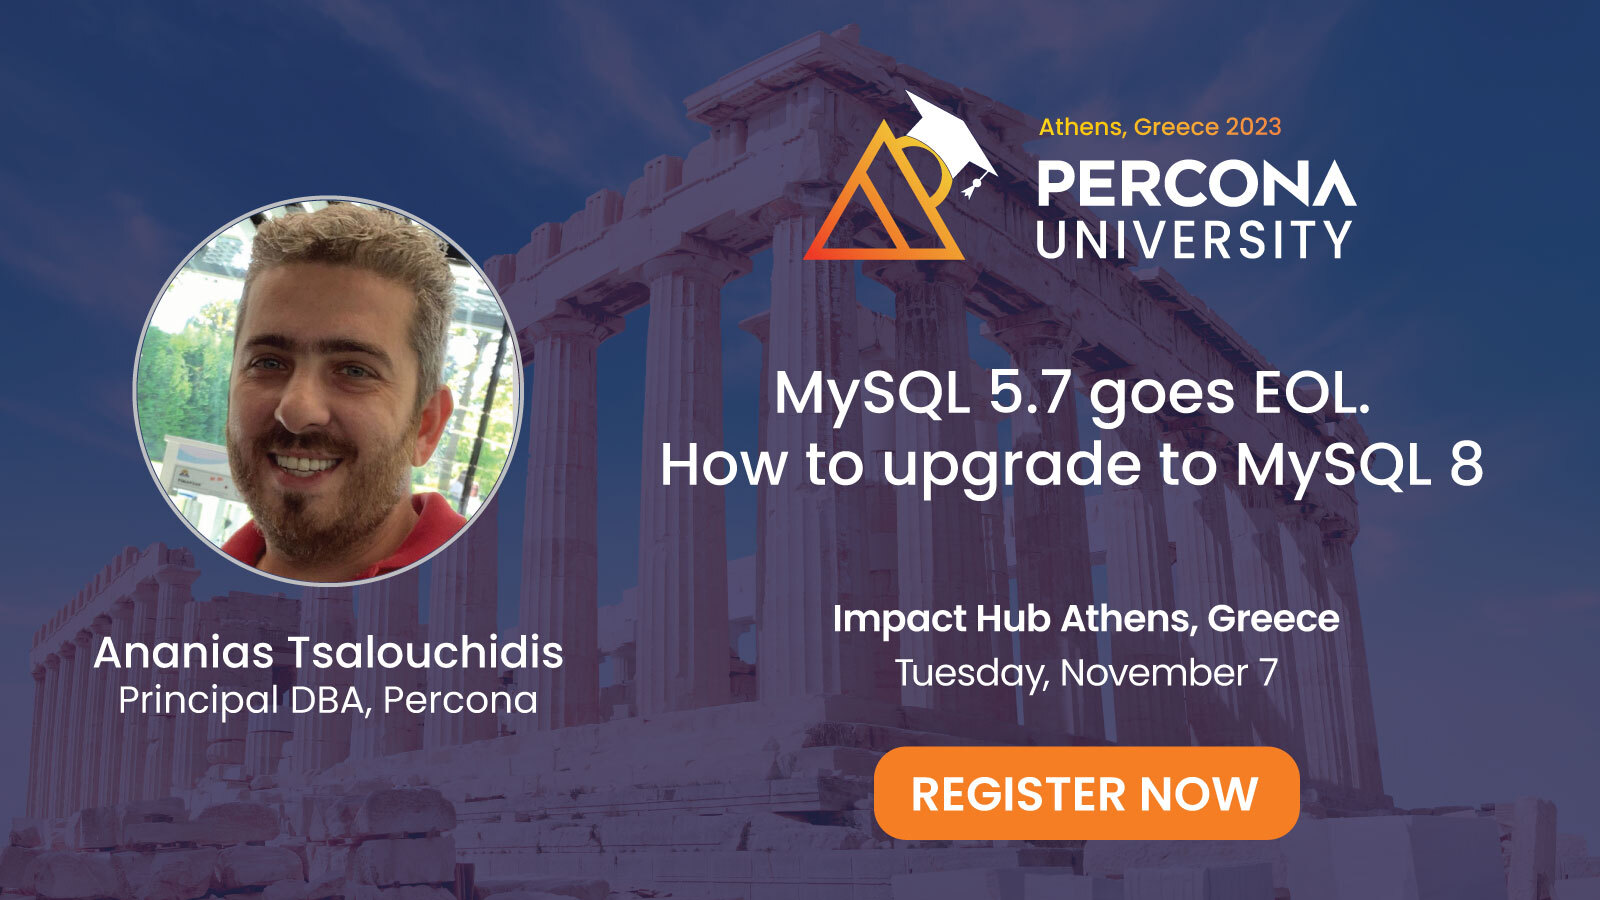 Athens, Greece 2023
PERCONA
UNIVERSITY
MySQL 5.7 goes EOL.
How to upgrade to MySQL 8
Ananias Tsalouchidis
Principal DBA, Percona
Impact Hub Athens, Greece
Tuesday, November 7
REGISTER NOW